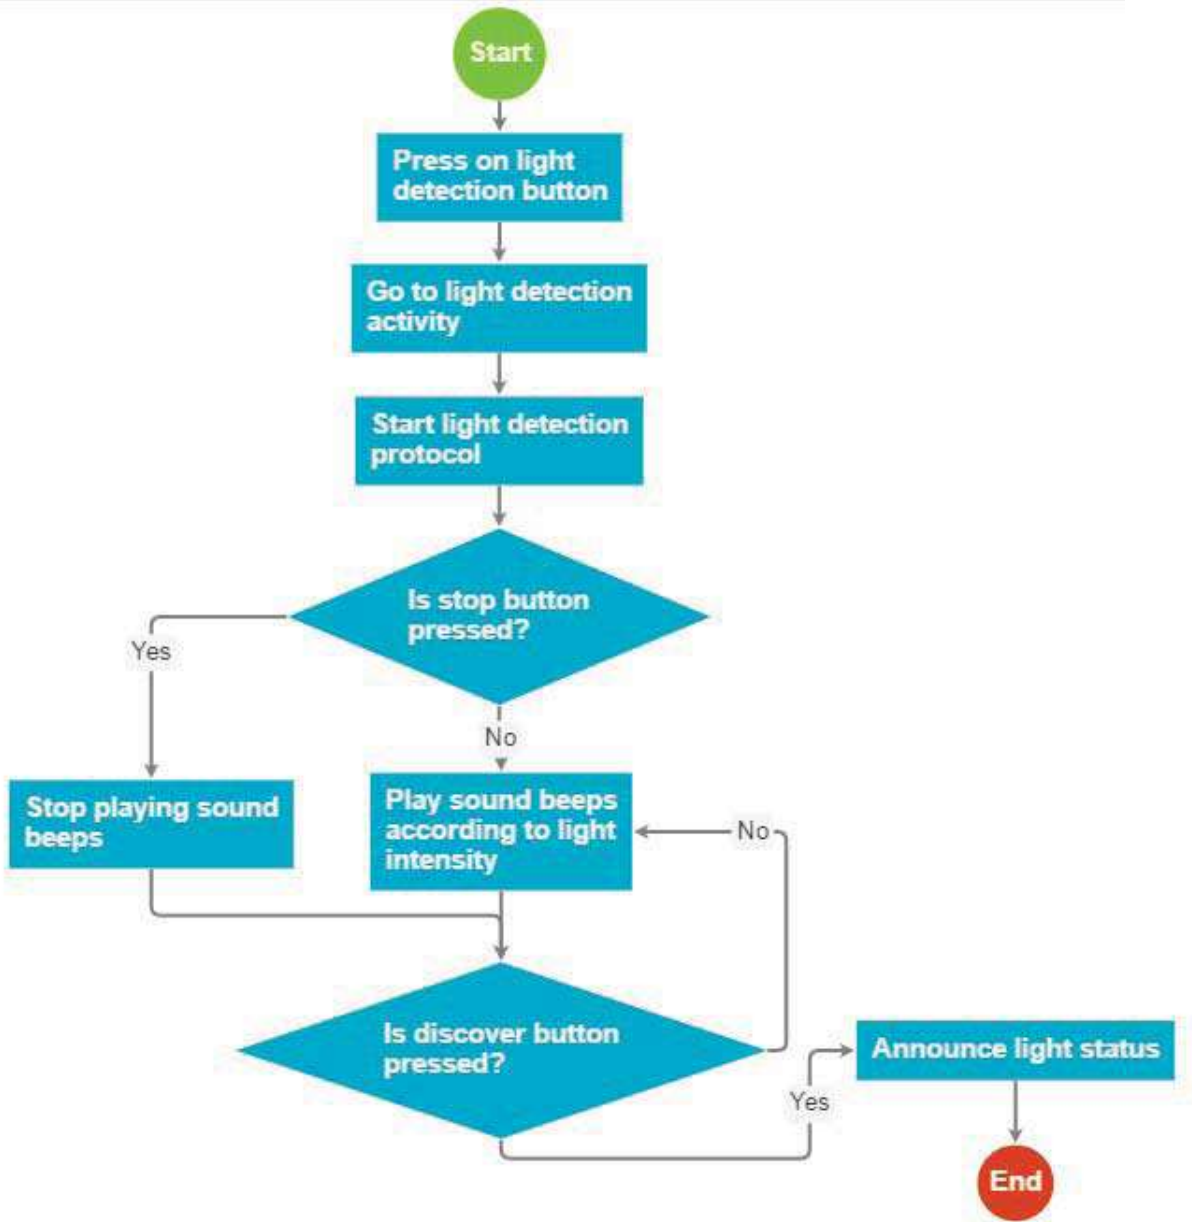 Start
Press on light
detection button
Go to light detection
activity
Start light detection
protocol
Is stop button
pressed?
Yes
No
Stop playing sound
beeps
Play sound beeps
according to light
intensity
No
Is discover button
pressed?
Announce light status
Yes
End